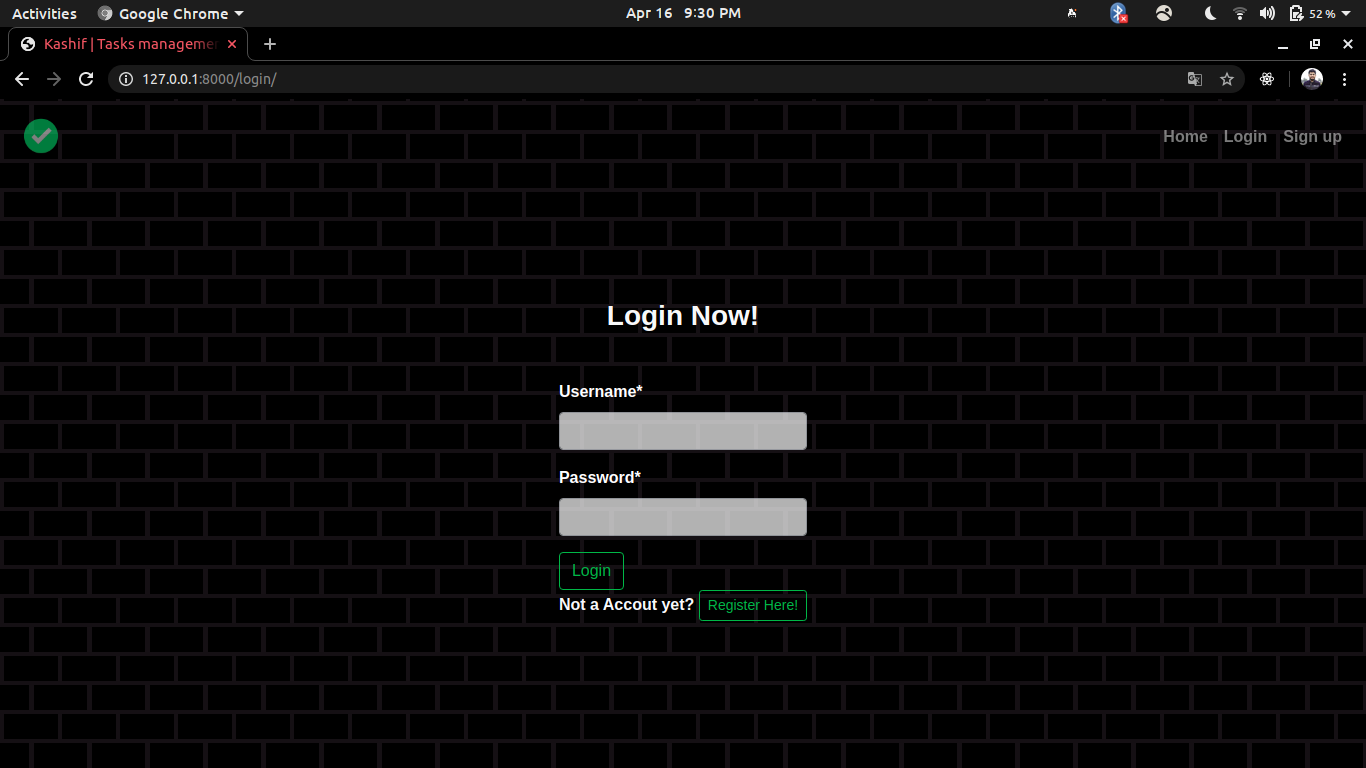 Activities Google Chrome Apr 16 9:30 PM 52 %
Kashif | Tasks manageme
127.0.0.1:8000/login/
Home Login Sign up
Login Now!
Username*
Password*
Login
Not a Accout yet? Register Here!